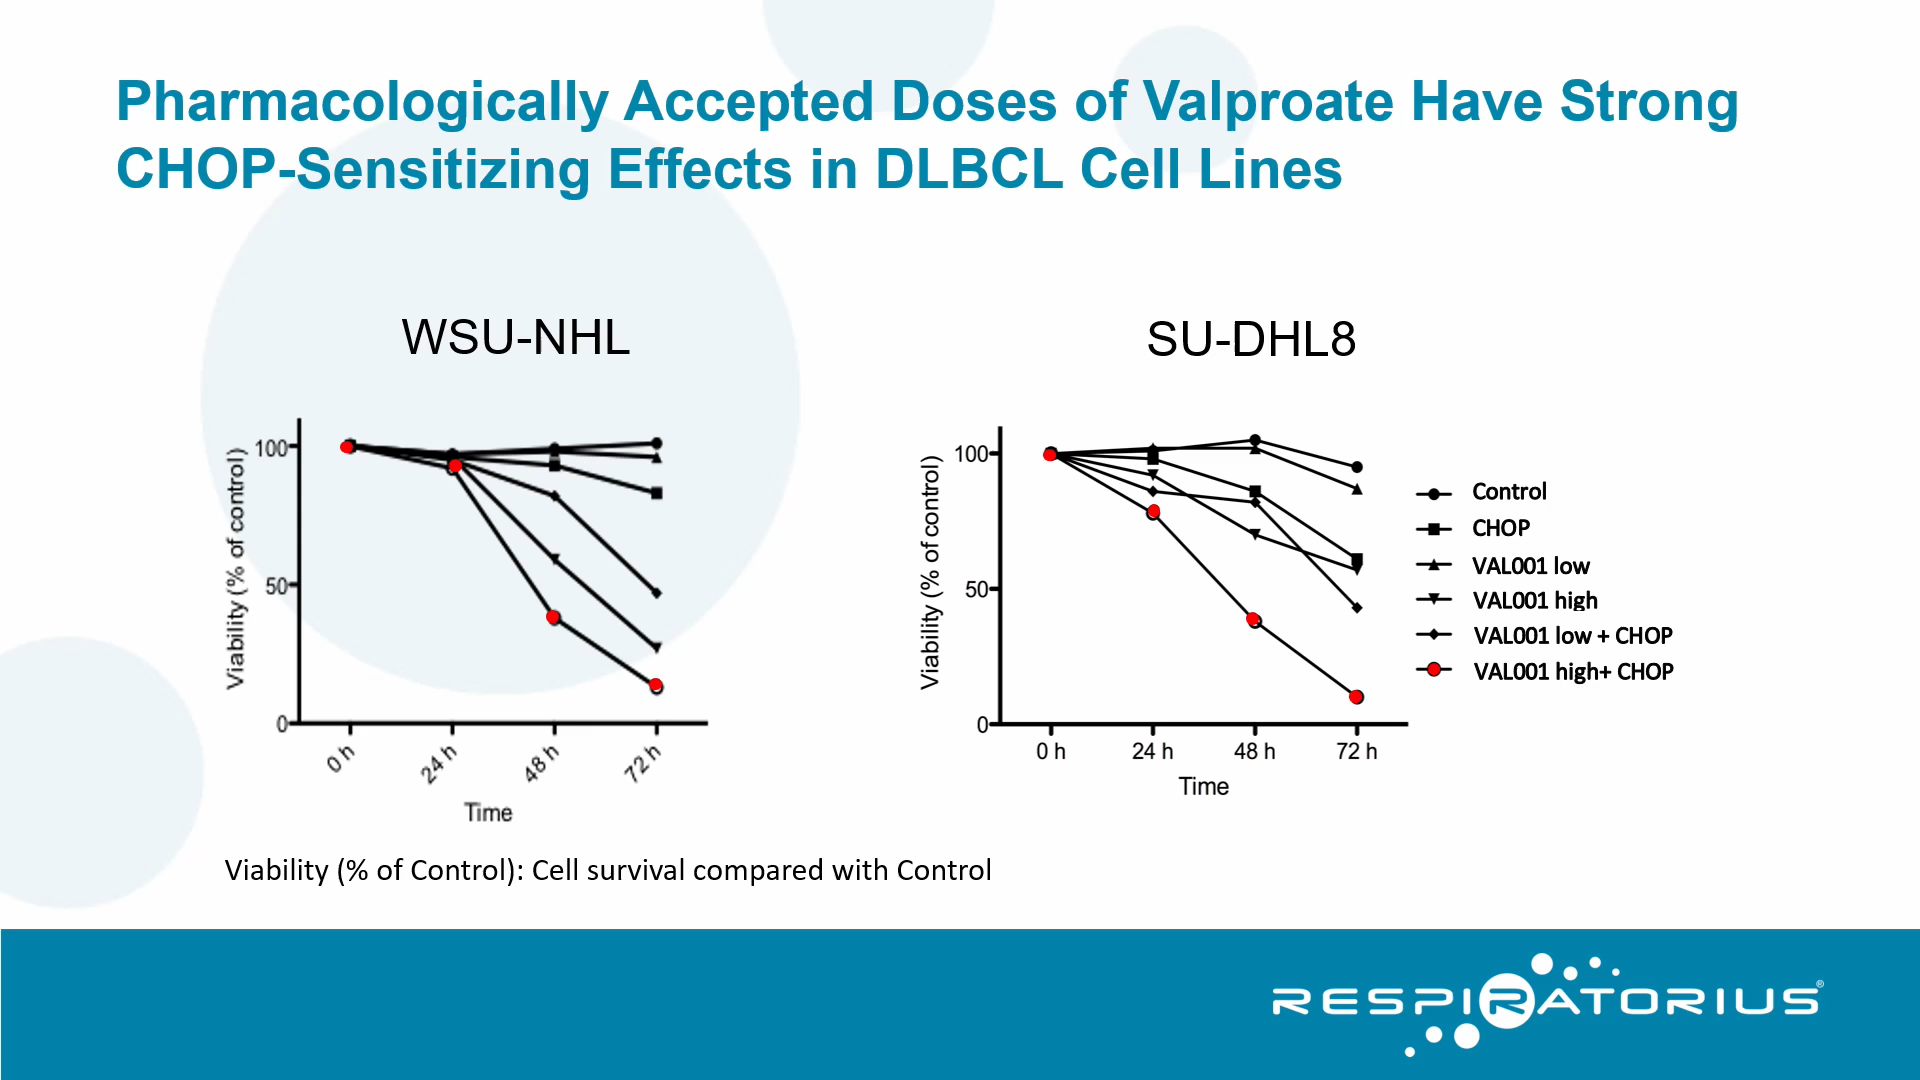 Pharmacologically Accepted Doses of Valproate Have Strong
CHOP-Sensitizing Effects in DLBCL Cell Lines
WSU-NHL
Viability (% of control)
100
50
0
0 h
24 h
48 h
72 h
Time
SU-DHL8
Viability (% of control)
100
50
0
0 h
24 h
48 h
72 h
Time
Control
CHOP
VAL001 low
VAL001 high
VAL001 low + CHOP
VAL001 high+ CHOP
Viability (% of Control): Cell survival compared with Control
RESPIRATORIUS®